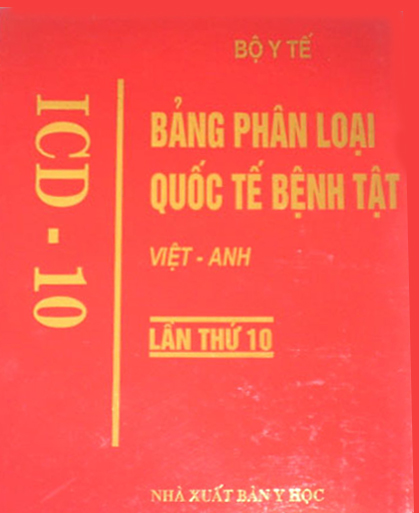 BỘ Y TẾ
ICD - 10
BẢNG PHÂN LOẠI
QUỐC TẾ BỆNH TẬT
VIỆT - ANH
LẦN THỨ 10
NHÀ XUẤT BẢN Y HỌC